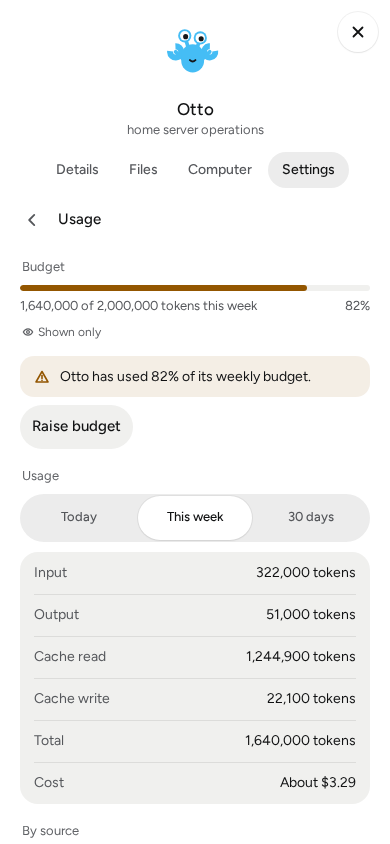 Otto
home server operations
Details Files Computer Settings
Usage
Budget
1,640,000 of 2,000,000 tokens this week 82%
Shown only
Otto has used 82% of its weekly budget.
Raise budget
Usage
Today This week 30 days
Input 322,000 tokens
Output 51,000 tokens
Cache read 1,244,900 tokens
Cache write 22,100 tokens
Total 1,640,000 tokens
Cost About $3.29
By source